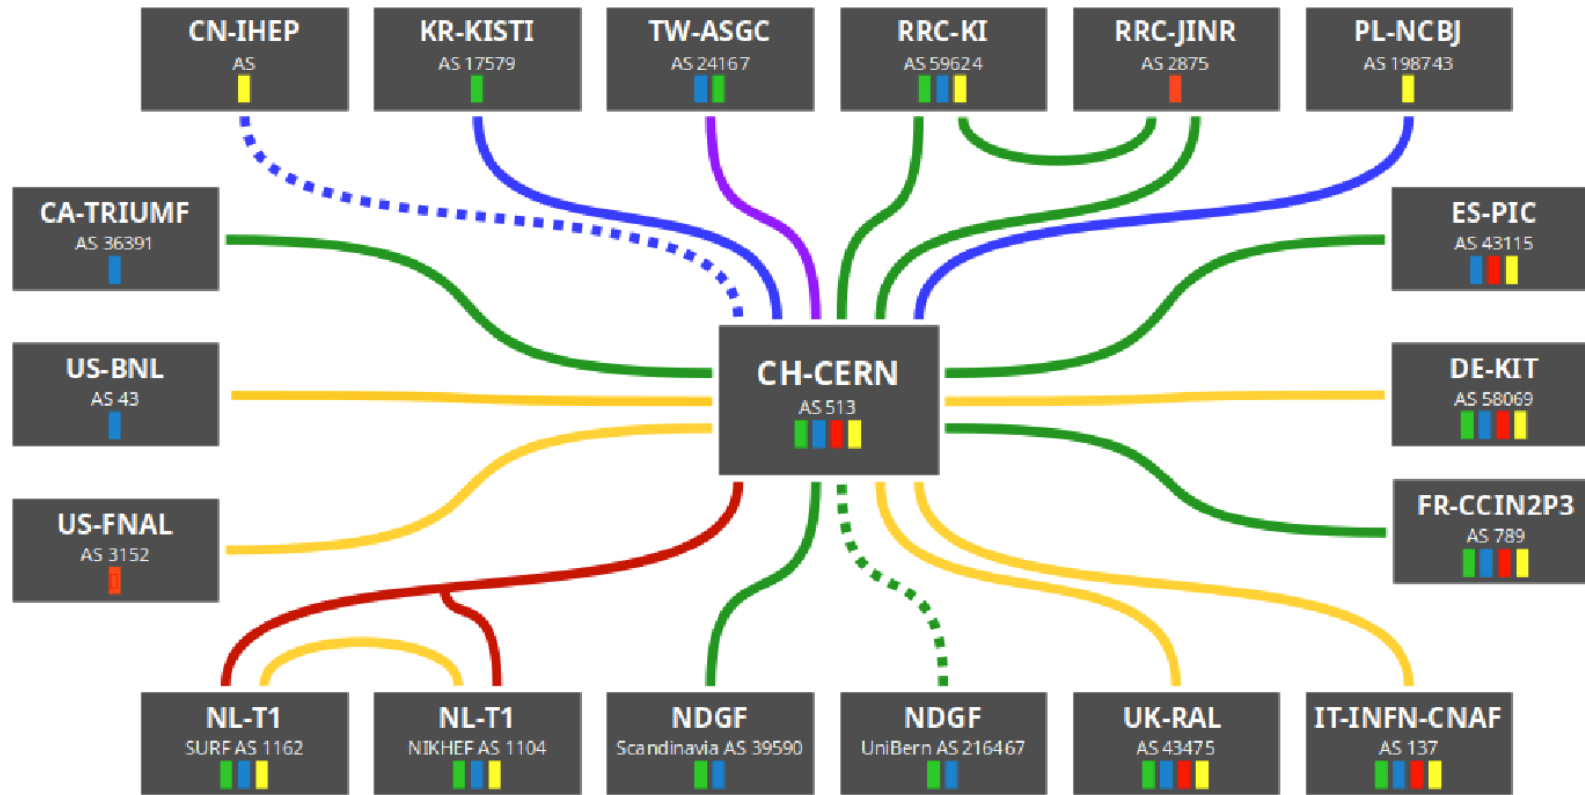 CN-IHEP
AS
KR-KISTI
AS 17579
TW-ASGC
AS 24167
RRC-KI
AS 59624
RRC-JINR
AS 2875
PL-NCBJ
AS 198743
CA-TRIUMF
AS 36391
ES-PIC
AS 43115
US-BNL
AS 43
CH-CERN
AS 513
DE-KIT
AS 58069
US-FNAL
AS 3152
FR-CCIN2P3
AS 789
NL-T1
SURF AS 1162
NL-T1
NIKHEF AS 1104
NDGF
Scandinavia AS 39590
NDGF
UniBern AS 216467
UK-RAL
AS 43475
IT-INFN-CNAF
AS 137